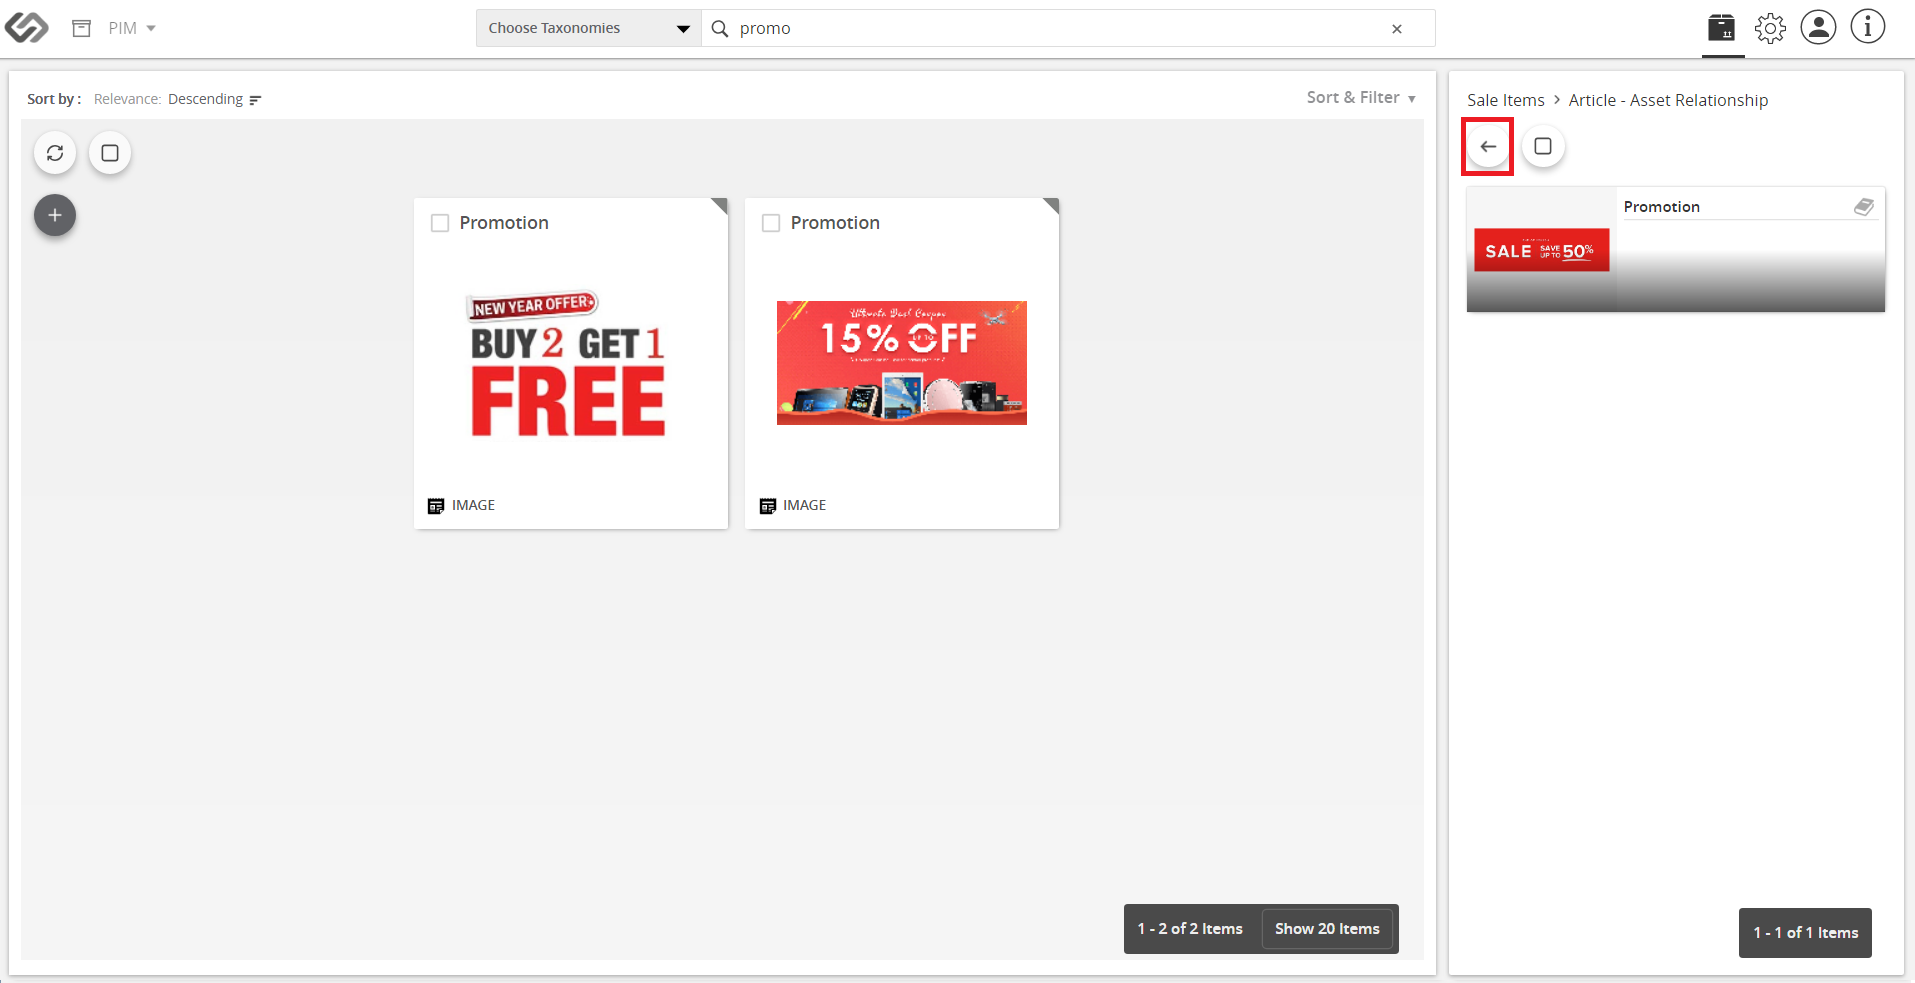 PIM
Choose Taxonomies
promo
Sort by : Relevance: Descending
Sort & Filter
Promotion
NEW YEAR OFFER
BUY 2 GET 1
FREE
IMAGE
Promotion
15% OFF
UP TO
IMAGE
1 - 2 of 2 Items
Show 20 Items
Sale Items > Article - Asset Relationship
Promotion
SALE SAVE UP TO 50%
1 - 1 of 1 Items